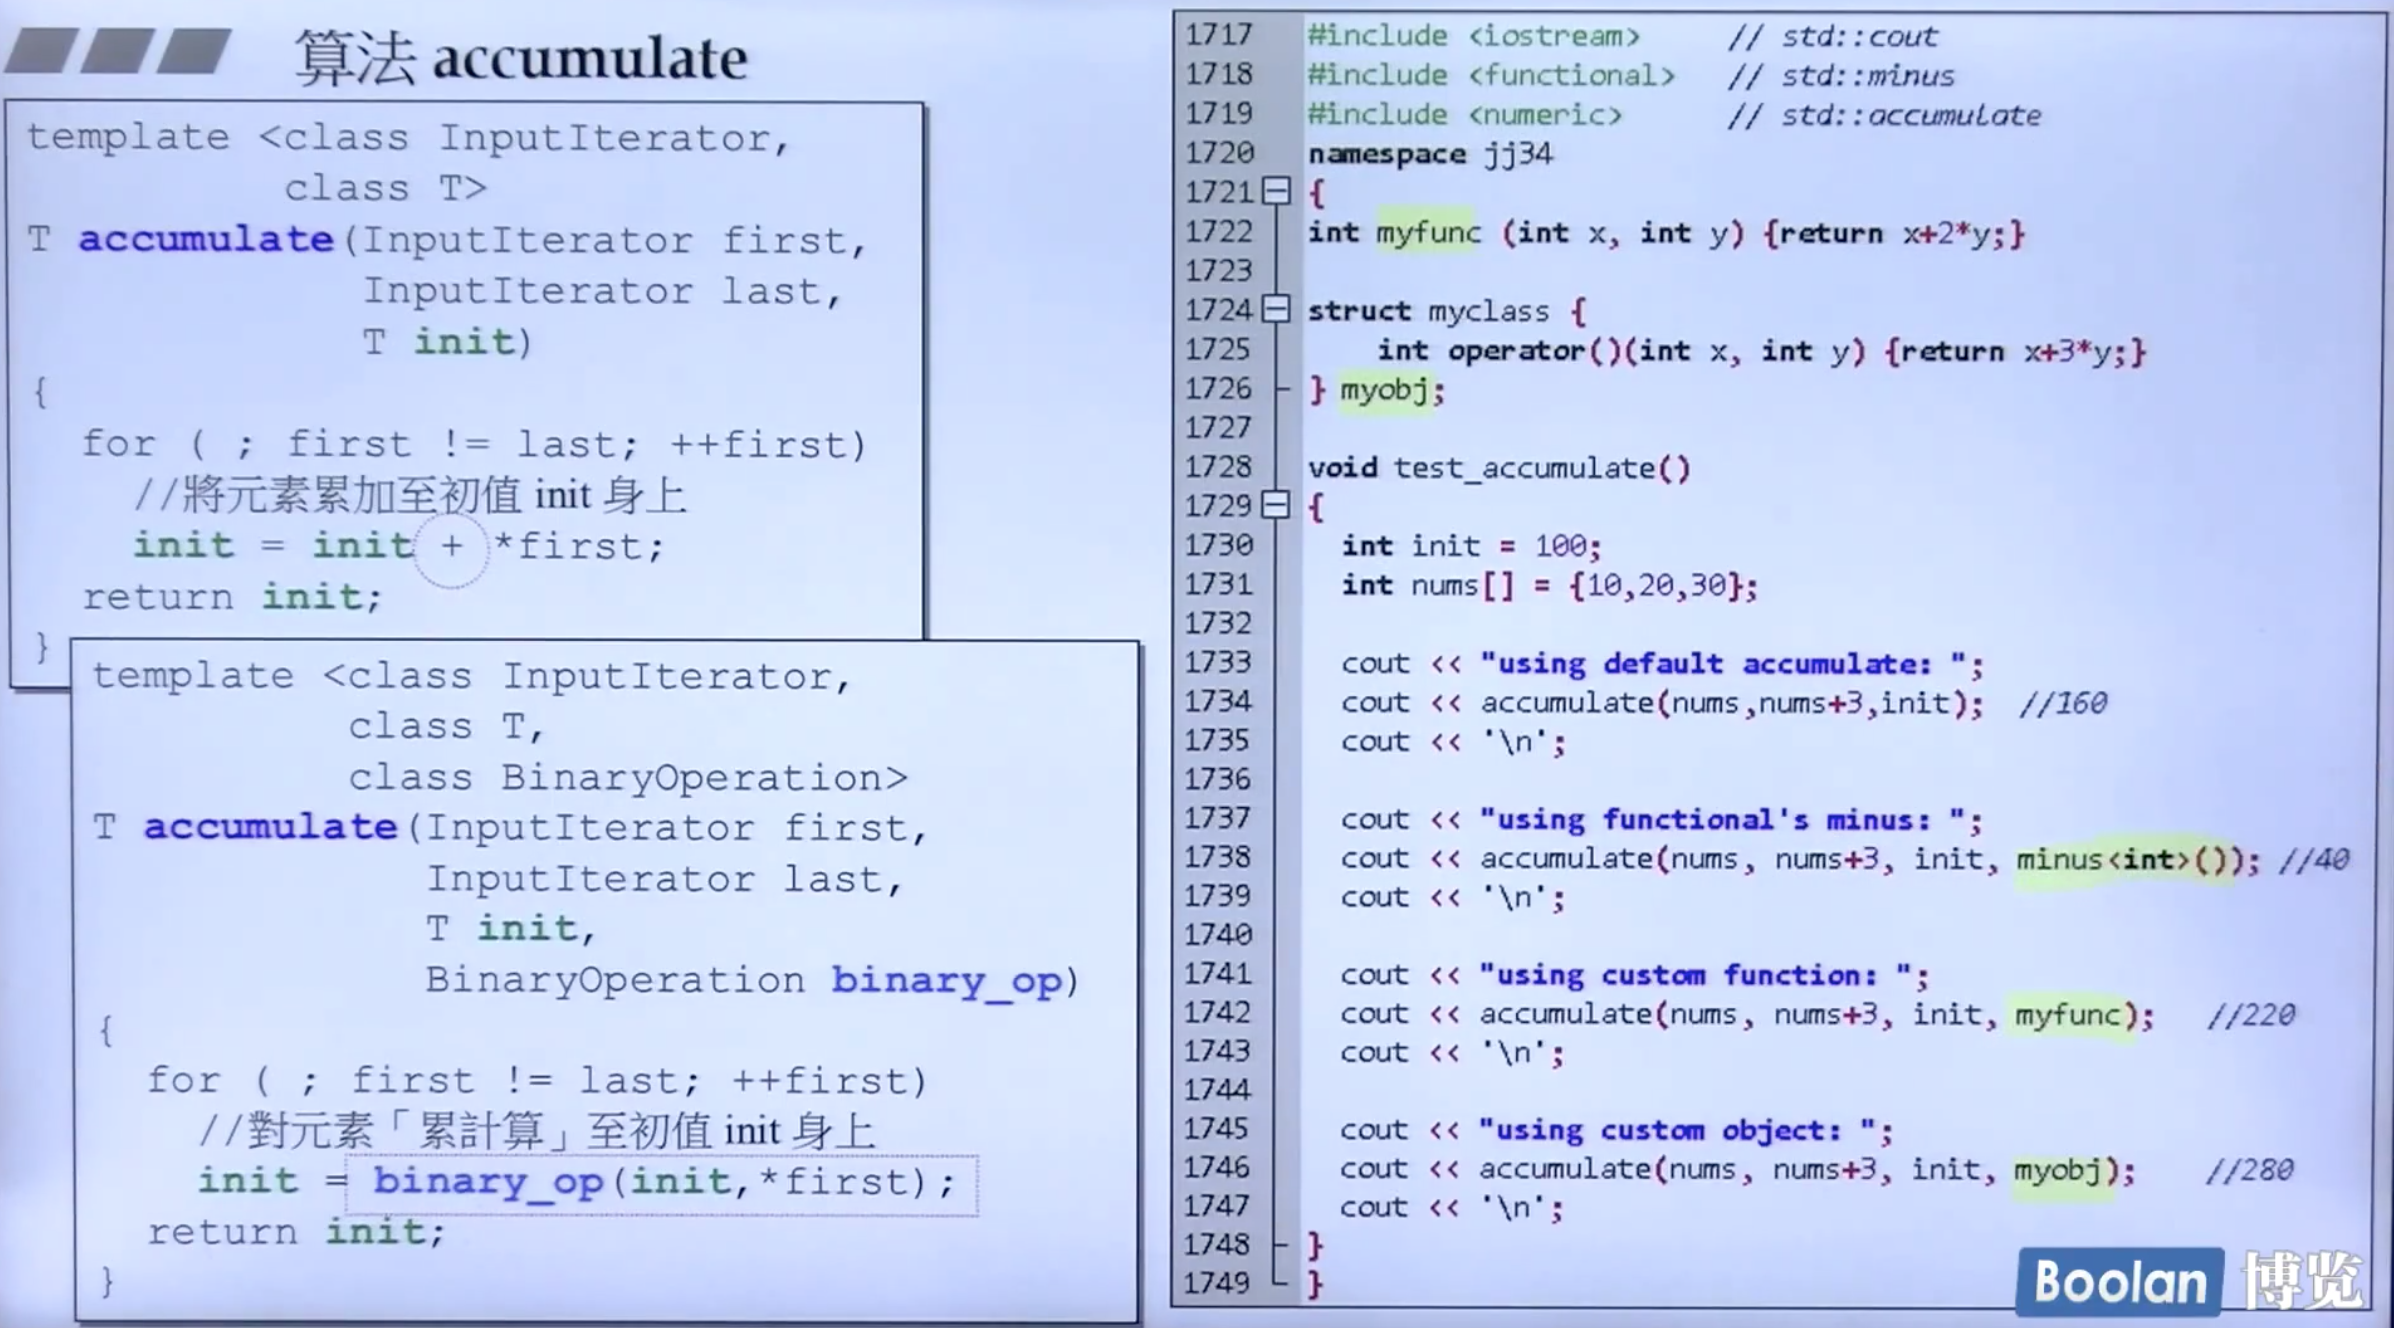 算法 accumulate
template <class InputIterator,
class T>
T accumulate(InputIterator first,
InputIterator last,
T init)
{
for ( ; first != last; ++first)
//將元素累加至初值 init 身上
init = init + *first;
return init;
}
template <class InputIterator,
class T,
class BinaryOperation>
T accumulate(InputIterator first,
InputIterator last,
T init,
BinaryOperation binary_op)
{
for ( ; first != last; ++first)
//對元素「累計算」至初值 init 身上
init = binary_op(init,*first);
return init;
}
1717 #include <iostream> // std::cout
1718 #include <functional> // std::minus
1719 #include <numeric> // std::accumulate
1720 namespace jj34
1721 {
1722 int myfunc (int x, int y) {return x+2*y;}
1723
1724 struct myclass {
1725 int operator()(int x, int y) {return x+3*y;}
1726 } myobj;
1727
1728 void test_accumulate()
1729 {
1730 int init = 100;
1731 int nums[] = {10,20,30};
1732
1733 cout << "using default accumulate: ";
1734 cout << accumulate(nums,nums+3,init); //160
1735 cout << '\n';
1736
1737 cout << "using functional's minus: ";
1738 cout << accumulate(nums, nums+3, init, minus<int>()); //40
1739 cout << '\n';
1740
1741 cout << "using custom function: ";
1742 cout << accumulate(nums, nums+3, init, myfunc); //220
1743 cout << '\n';
1744
1745 cout << "using custom object: ";
1746 cout << accumulate(nums, nums+3, init, myobj); //280
1747 cout << '\n';
1748 }
1749 }
Boolan 博览